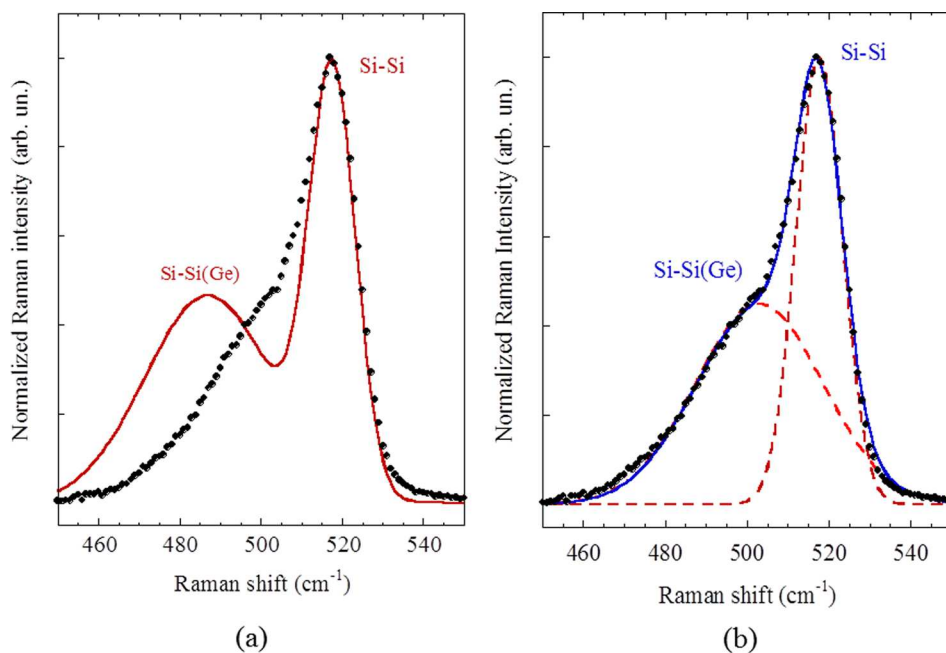 Normalized Raman intensity (arb. un.)
Si-Si
Si-Si(Ge)
460 480 500 520 540
Raman shift (cm⁻¹)
(a)
Normalized Raman Intensity (arb. un.)
Si-Si
Si-Si(Ge)
460 480 500 520 540
Raman shift (cm⁻¹)
(b)